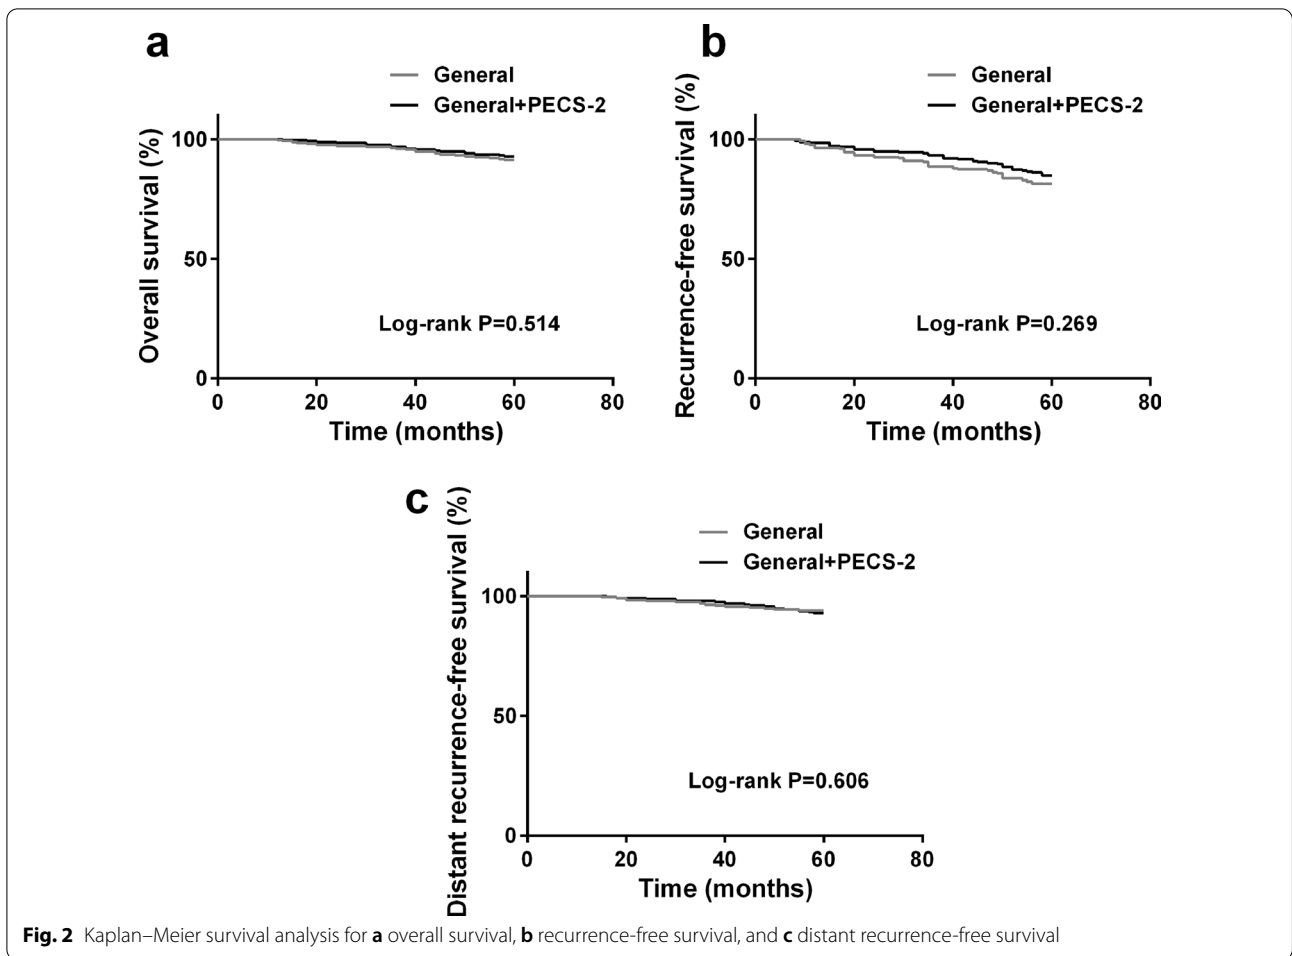 a
General
General+PECS-2
Overall survival (%)
100
50
0
Log-rank P=0.514
0 20 40 60 80
Time (months)
b
General
General+PECS-2
Recurrence-free survival (%)
100
50
0
Log-rank P=0.269
0 20 40 60 80
Time (months)
c
General
General+PECS-2
Distant recurrence-free survival (%)
100
50
0
Log-rank P=0.606
0 20 40 60 80
Time (months)
Fig. 2 Kaplan–Meier survival analysis for a overall survival, b recurrence-free survival, and c distant recurrence-free survival